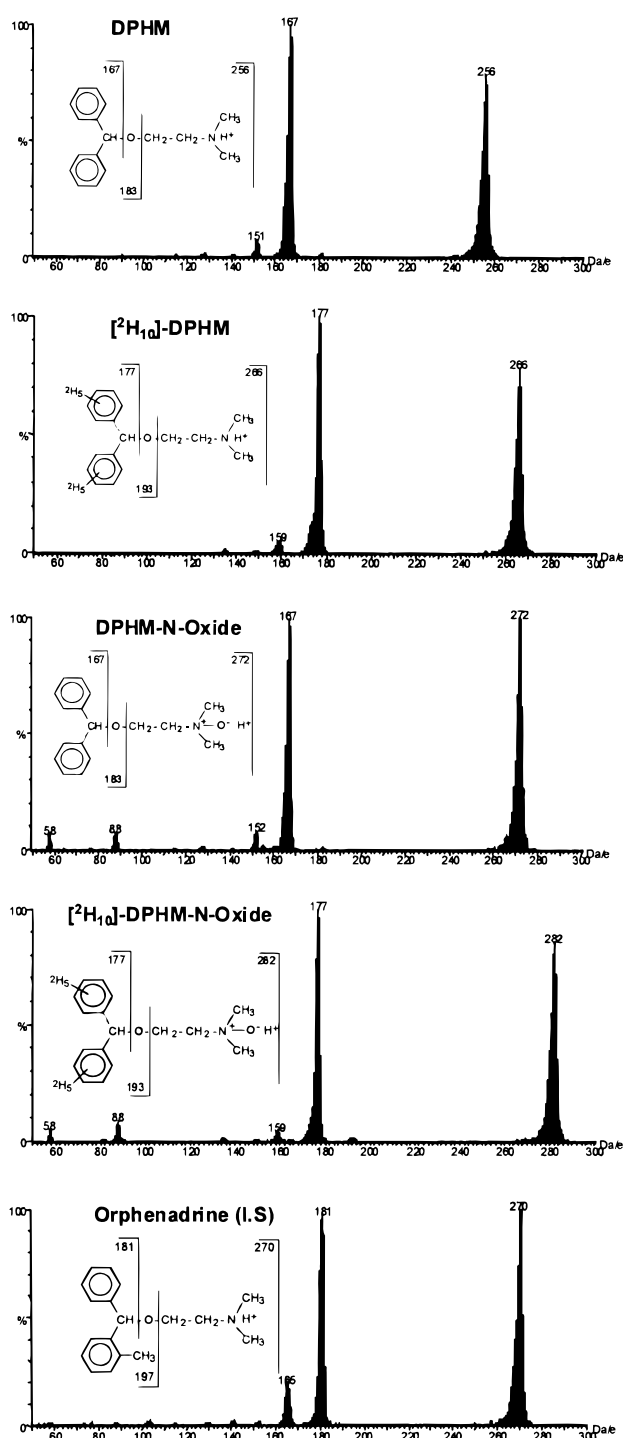 DPHM
100
167
256
167
256
CH-O-CH2-CH2-N H+
CH3
CH3
183
%
151
0
60 80 100 120 140 160 180 200 220 240 260 280 300 Da/e
[2H10]-DPHM
100
177
266
177
266
2H5
CH-O-CH2-CH2-N H+
CH3
CH3
2H5
193
%
159
0
60 80 100 120 140 160 180 200 220 240 260 280 300 Da/e
DPHM-N-Oxide
100
167
272
167
272
CH-O-CH2-CH2-N+-O- H+
CH3
CH3
183
%
58 88 152
0
60 80 100 120 140 160 180 200 220 240 260 280 300 Da/e
[2H10]-DPHM-N-Oxide
100
177
282
177
262
2H5
CH-O-CH2-CH2-N+-O- H+
CH3
CH3
2H5
193
%
58 88 159
0
60 80 100 120 140 160 180 200 220 240 260 280 300 Da/e
Orphenadrine (I.S)
100
181
270
181
270
CH-O-CH2-CH2-N H+
CH3
CH3
CH3
197
%
165
0
60 80 100 120 140 160 180 200 220 240 260 280 300 Da/e